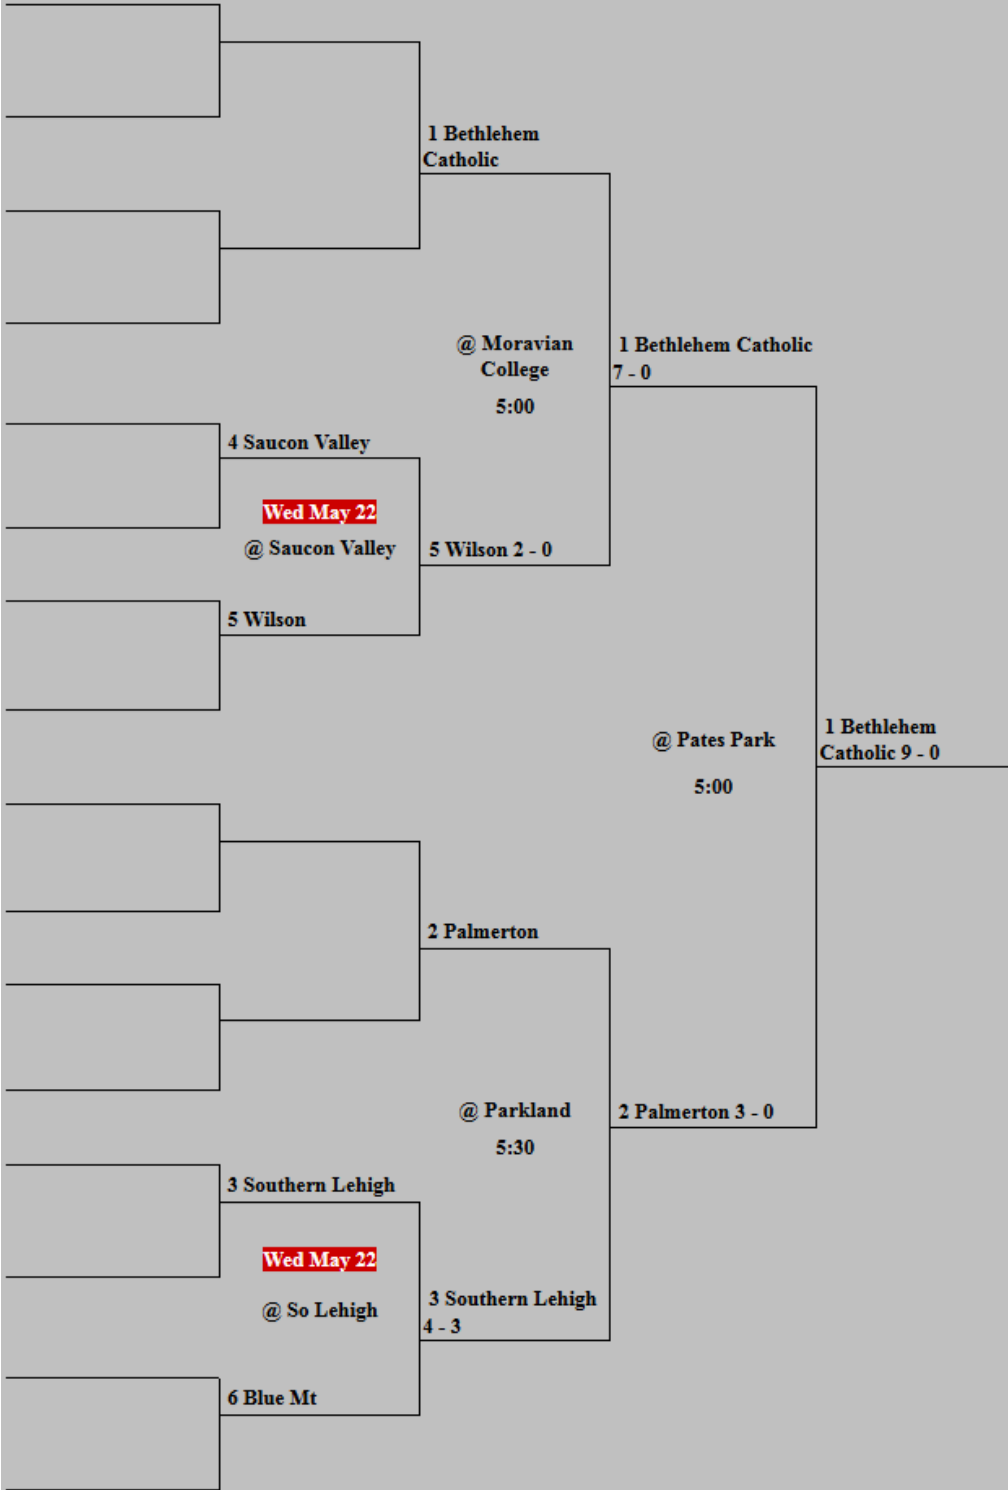 1 Bethlehem
Catholic
@ Moravian
College
5:00
1 Bethlehem Catholic
7 - 0
4 Saucon Valley
Wed May 22
@ Saucon Valley
5 Wilson 2 - 0
5 Wilson
@ Pates Park
5:00
1 Bethlehem
Catholic 9 - 0
2 Palmerton
@ Parkland
5:30
2 Palmerton 3 - 0
3 Southern Lehigh
Wed May 22
@ So Lehigh
3 Southern Lehigh
4 - 3
6 Blue Mt